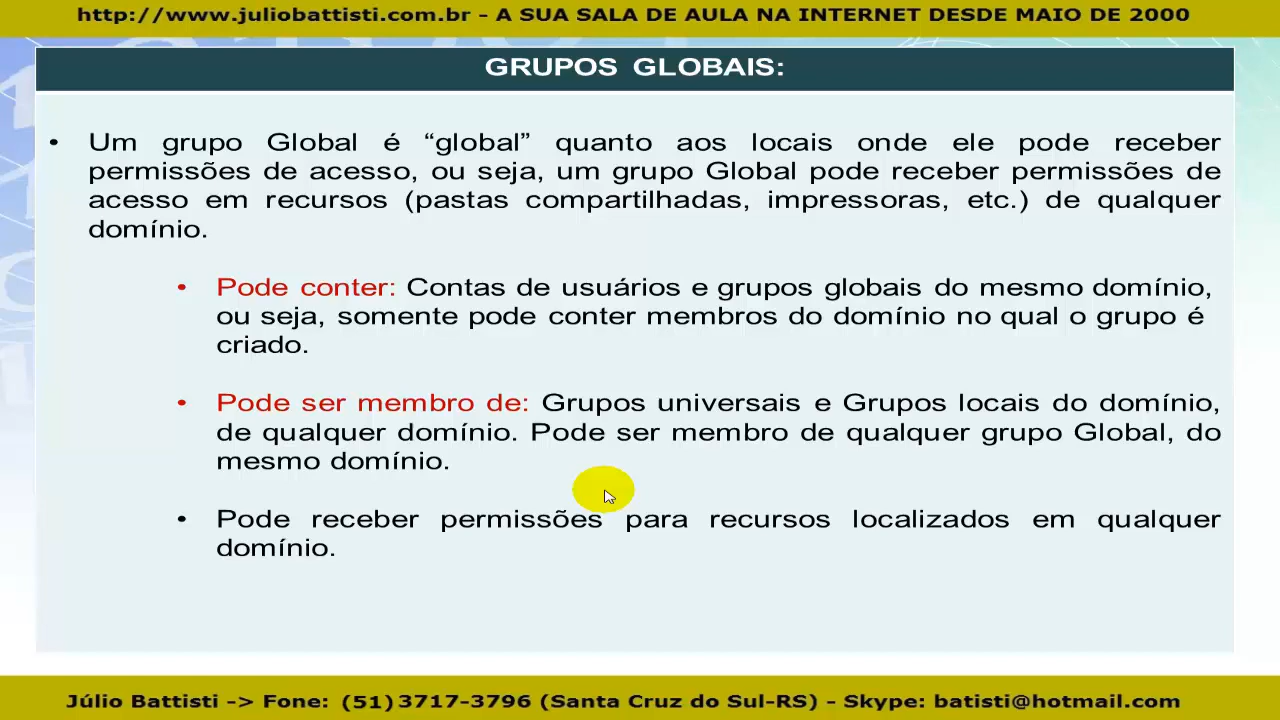 http://www.juliobattisti.com.br - A SUA SALA DE AULA NA INTERNET DESDE MAIO DE 2000
GRUPOS GLOBAIS:
• Um grupo Global é “global” quanto aos locais onde ele pode receber
permissões de acesso, ou seja, um grupo Global pode receber permissões de
acesso em recursos (pastas compartilhadas, impressoras, etc.) de qualquer
domínio.
• Pode conter: Contas de usuários e grupos globais do mesmo domínio,
ou seja, somente pode conter membros do domínio no qual o grupo é
criado.
• Pode ser membro de: Grupos universais e Grupos locais do domínio,
de qualquer domínio. Pode ser membro de qualquer grupo Global, do
mesmo domínio.
• Pode receber permissões para recursos localizados em qualquer
domínio.
Júlio Battisti -> Fone: (51) 3717-3796 (Santa Cruz do Sul-RS) - Skype: batisti@hotmail.com